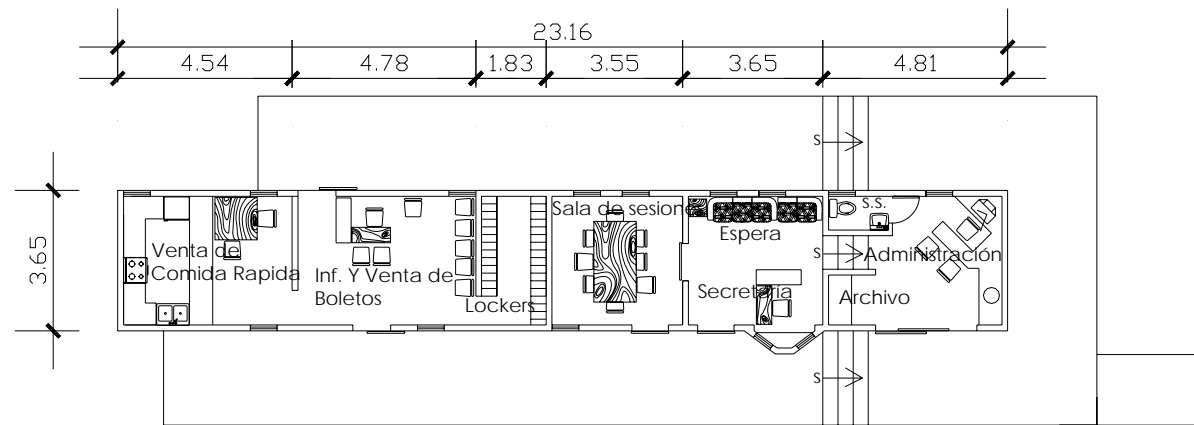 23.16
4.54 4.78 1.83 3.55 3.65 4.81
S
3.65
Sala de sesione
S.S.
Espera
Venta de
Comida Rapida
Inf. Y Venta de
Boletos
Lockers
S
Administración
Secretaria
Archivo
S